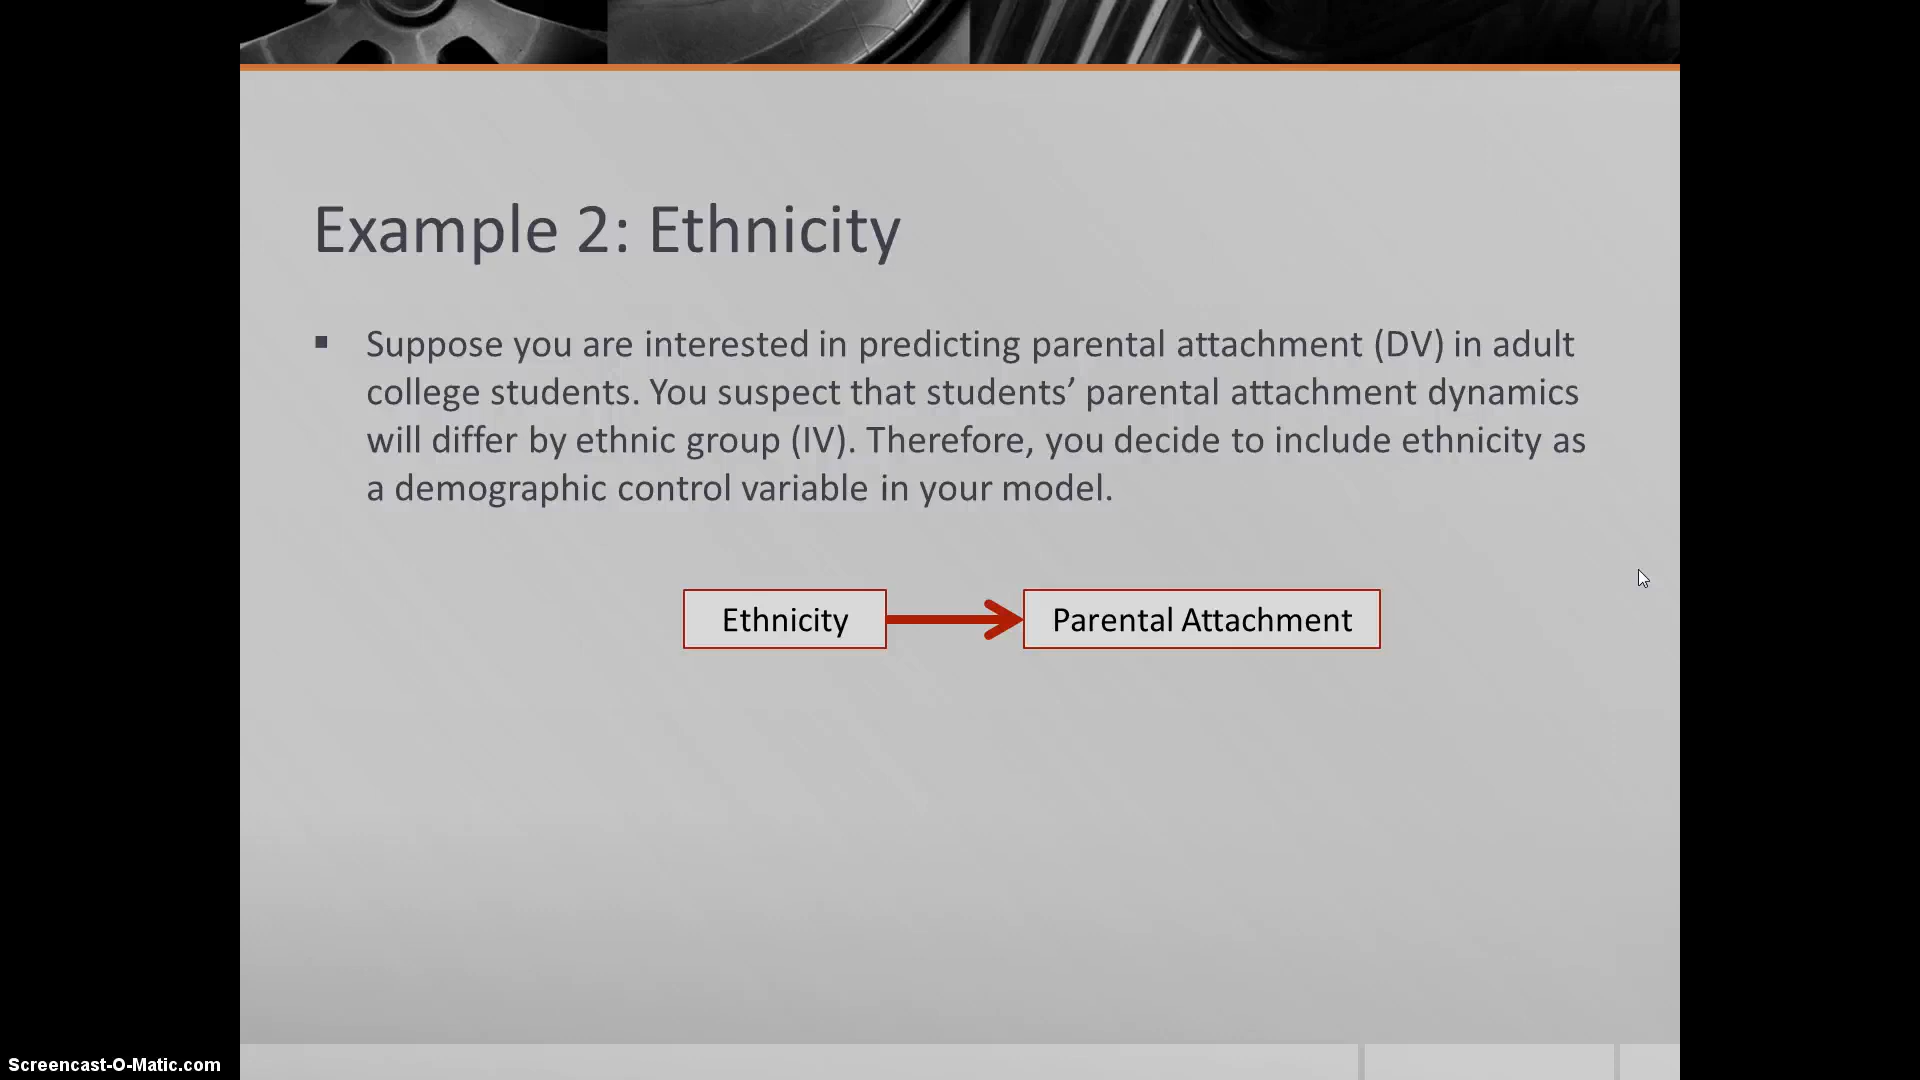 Example 2: Ethnicity
▪ Suppose you are interested in predicting parental attachment (DV) in adult
college students. You suspect that students’ parental attachment dynamics
will differ by ethnic group (IV). Therefore, you decide to include ethnicity as
a demographic control variable in your model.
Ethnicity
Parental Attachment
Screencast-O-Matic.com